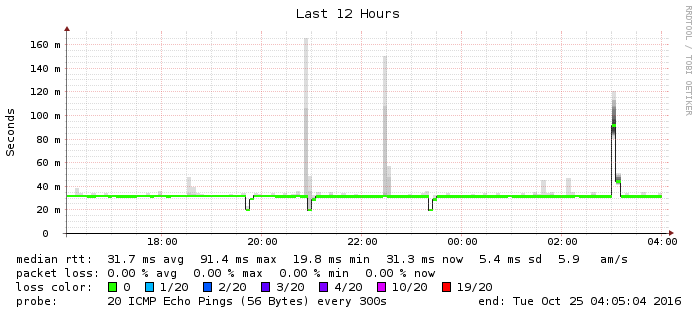 Last 12 Hours
RRDTOOL / TOBI OETIKER
Seconds
160 m
140 m
120 m
100 m
80 m
60 m
40 m
20 m
0
18:00 20:00 22:00 00:00 02:00 04:00
median rtt: 31.7 ms avg 91.4 ms max 19.8 ms min 31.3 ms now 5.4 ms sd 5.9 am/s
packet loss: 0.00 % avg 0.00 % max 0.00 % min 0.00 % now
loss color: 0 1/20 2/20 3/20 4/20 10/20 19/20
probe: 20 ICMP Echo Pings (56 Bytes) every 300s end: Tue Oct 25 04:05:04 2016